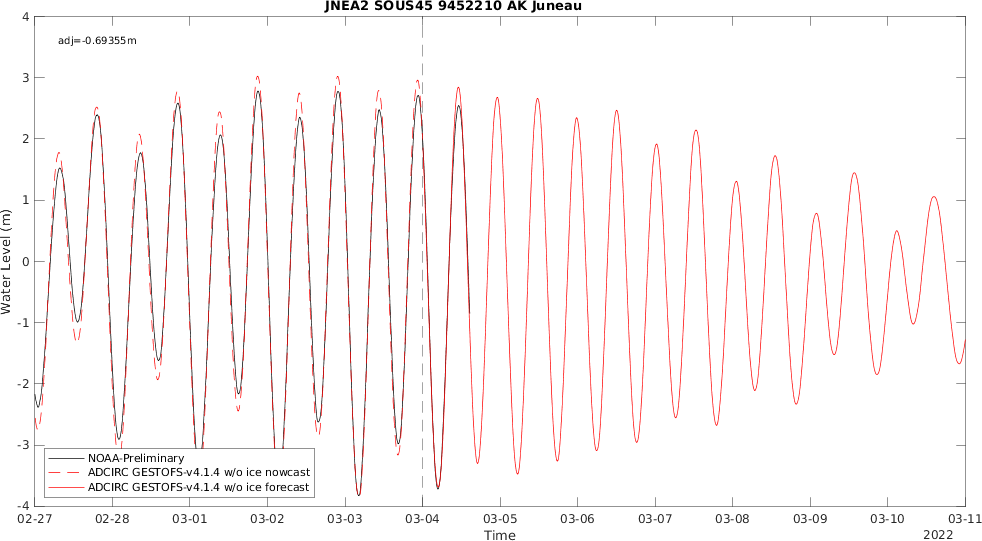 JNEA2 SOUS45 9452210 AK Juneau
adj=-0.69355m
4
3
2
1
0
-1
-2
-3
-4
Water Level (m)
NOAA-Preliminary
ADCIRC GESTOFS-v4.1.4 w/o ice nowcast
ADCIRC GESTOFS-v4.1.4 w/o ice forecast
02-27 02-28 03-01 03-02 03-03 03-04 03-05 03-06 03-07 03-08 03-09 03-10 03-11
Time
2022